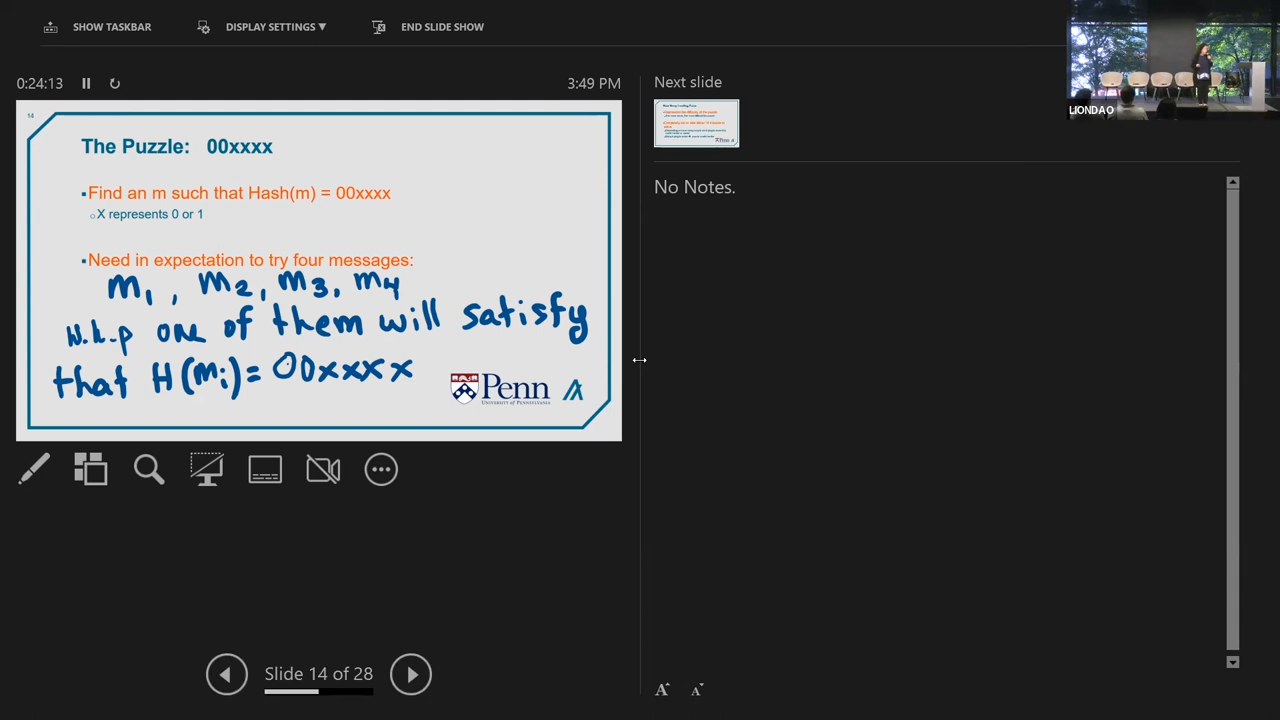 SHOW TASKBAR
DISPLAY SETTINGS ▼
END SLIDE SHOW
0:24:13
3:49 PM
14
The Puzzle: 00xxxx
▪Find an m such that Hash(m) = 00xxxx
○X represents 0 or 1
▪Need in expectation to try four messages:
m1, m2, m3, m4
w.h.p one of them will satisfy
that H(mi)= 00xxxx
Penn
UNIVERSITY of PENNSYLVANIA
Slide 14 of 28
Next slide
No Notes.
A A
LIONDAO